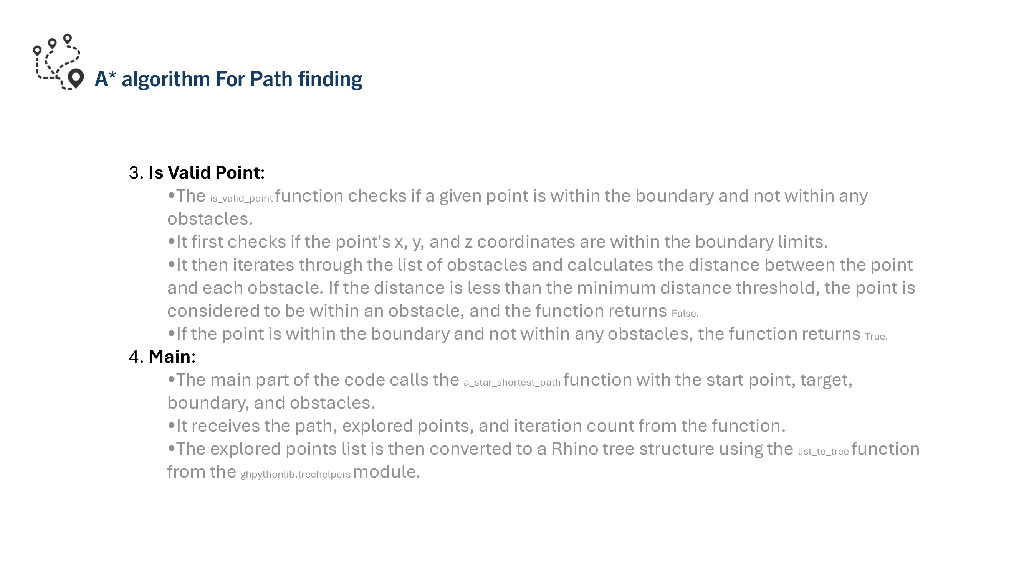 A* algorithm For Path finding
3. Is Valid Point:
•The is_valid_point function checks if a given point is within the boundary and not within any
obstacles.
•It first checks if the point's x, y, and z coordinates are within the boundary limits.
•It then iterates through the list of obstacles and calculates the distance between the point
and each obstacle. If the distance is less than the minimum distance threshold, the point is
considered to be within an obstacle, and the function returns False.
•If the point is within the boundary and not within any obstacles, the function returns True.
4. Main:
•The main part of the code calls the a_star_shortest_path function with the start point, target,
boundary, and obstacles.
•It receives the path, explored points, and iteration count from the function.
•The explored points list is then converted to a Rhino tree structure using the list_to_tree function
from the ghpythonlib.treehelpers module.